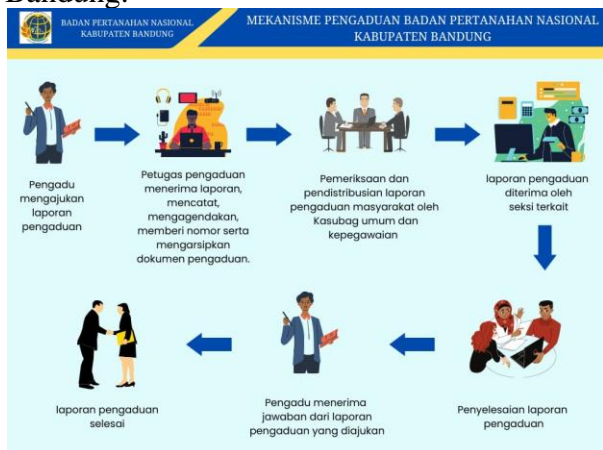 Bandung.
BADAN PERTANAHAN NASIONAL
KABUPATEN BANDUNG
MEKANISME PENGADUAN BADAN PERTANAHAN NASIONAL
KABUPATEN BANDUNG
Pengadu
mengajukan
laporan
pengaduan
Petugas pengaduan
menerima laporan,
mencatat,
mengagendakan,
memberi nomor serta
mengarsipkan
dokumen pengaduan.
Pemeriksaan dan
pendistribusian laporan
pengaduan masyarakat oleh
Kasubag umum dan
kepegawaian
laporan pengaduan
diterima oleh
seksi terkait
Penyelesaian laporan
pengaduan
Pengadu menerima
jawaban dari laporan
pengaduan yang diajukan
laporan pengaduan
selesai